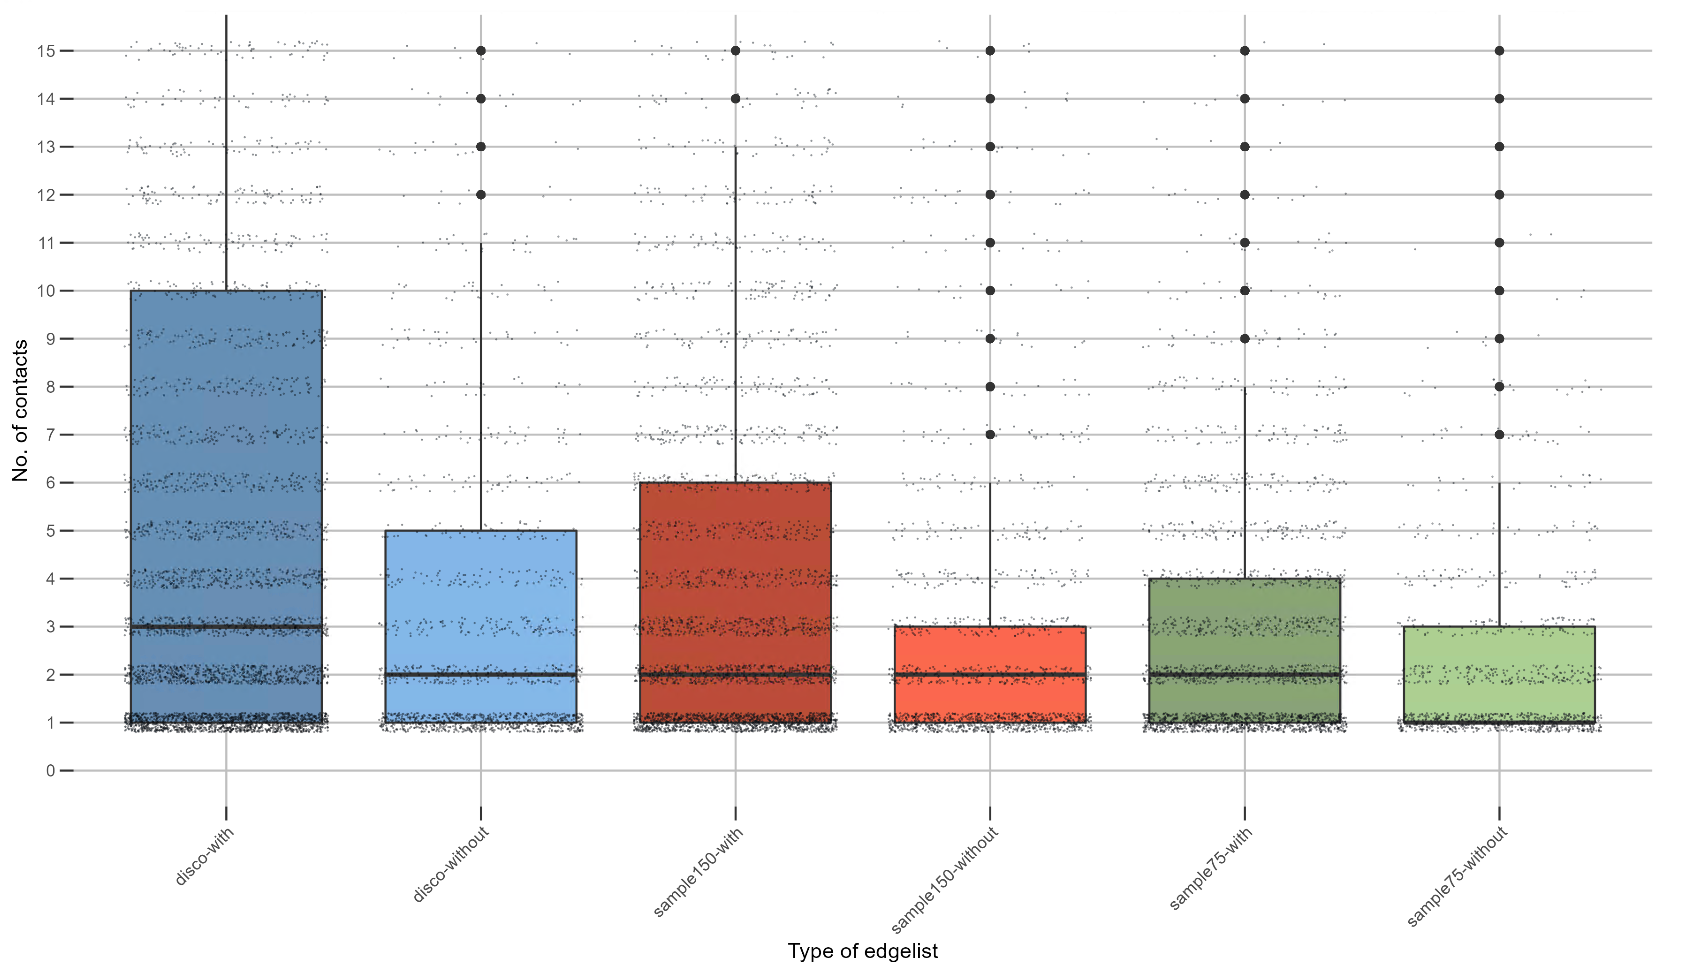 No. of contacts
15
14
13
12
11
10
9
8
7
6
5
4
3
2
1
0
disco-with
disco-without
sample150-with
sample150-without
sample75-with
sample75-without
Type of edgelist